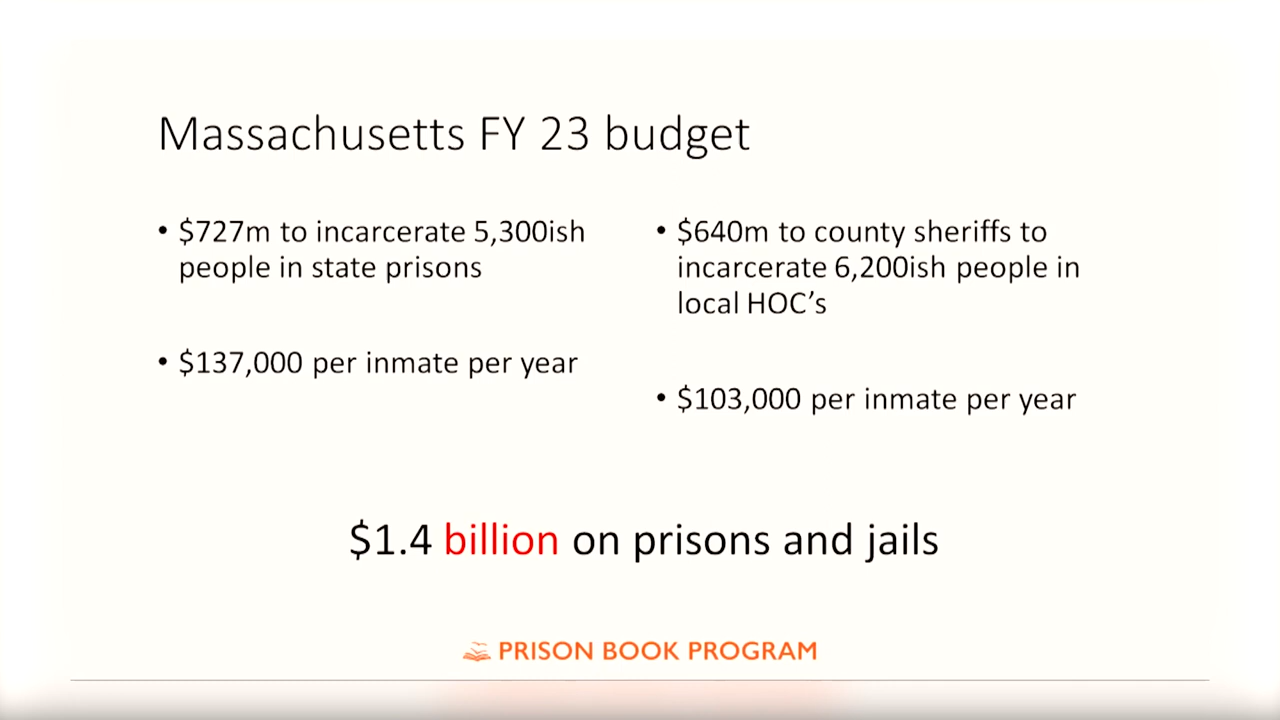 Massachusetts FY 23 budget
• $727m to incarcerate 5,300ish
people in state prisons
• $137,000 per inmate per year
• $640m to county sheriffs to
incarcerate 6,200ish people in
local HOC’s
• $103,000 per inmate per year
$1.4 billion on prisons and jails
PRISON BOOK PROGRAM